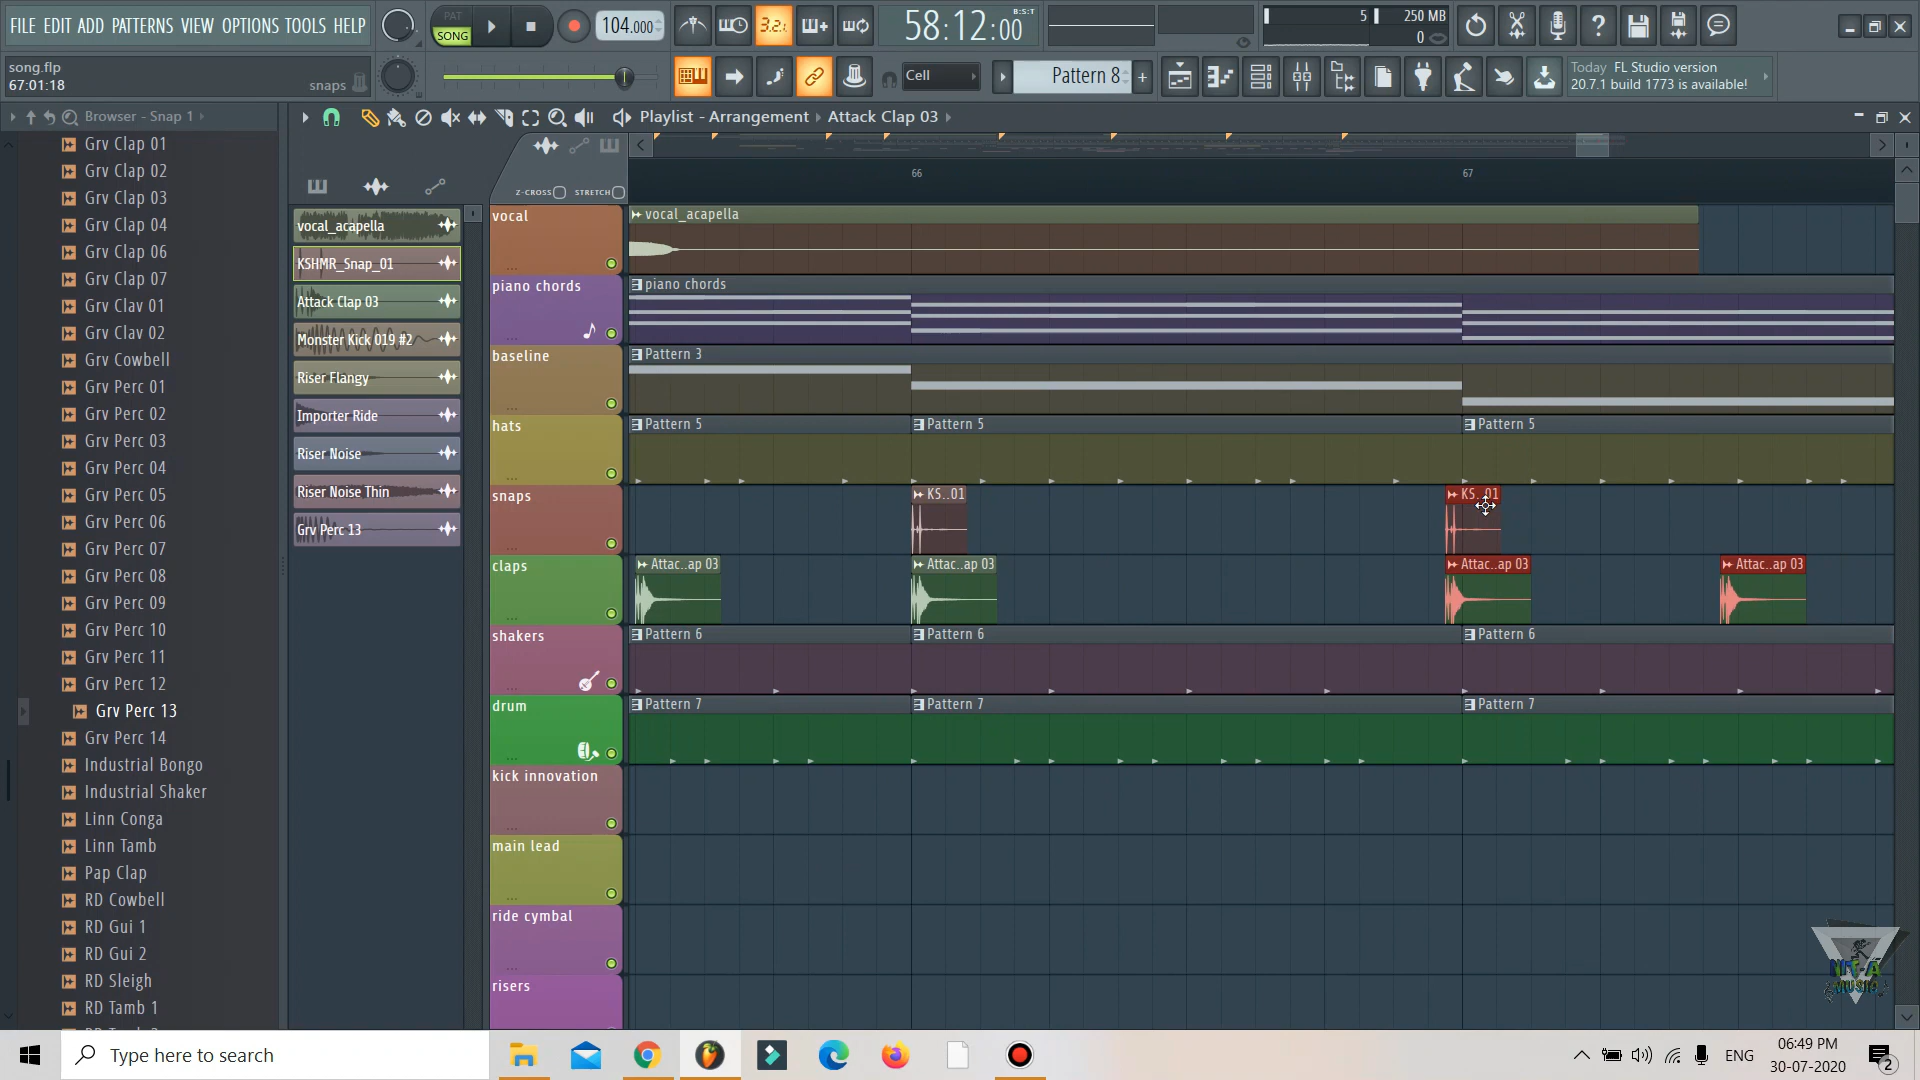 FILE EDIT ADD PATTERNS VIEW OPTIONS TOOLS HELP
PAT
SONG
104.000
3.2.
58:12:00
B:S:T
5
250 MB
0
song.flp
67:01:18
snaps
Cell
Pattern 8
Today FL Studio version
20.7.1 build 1773 is available!
Browser - Snap 1
Playlist - Arrangement
Attack Clap 03
Grv Clap 01
Grv Clap 02
Grv Clap 03
Grv Clap 04
Grv Clap 06
Grv Clap 07
Grv Clav 01
Grv Clav 02
Grv Cowbell
Grv Perc 01
Grv Perc 02
Grv Perc 03
Grv Perc 04
Grv Perc 05
Grv Perc 06
Grv Perc 07
Grv Perc 08
Grv Perc 09
Grv Perc 10
Grv Perc 11
Grv Perc 12
Grv Perc 13
Grv Perc 14
Industrial Bongo
Industrial Shaker
Linn Conga
Linn Tamb
Pap Clap
RD Cowbell
RD Gui 1
RD Gui 2
RD Sleigh
RD Tamb 1
vocal_acapella
KSHMR_Snap_01
Attack Clap 03
Monster Kick 019 #2
Riser Flangy
Importer Ride
Riser Noise
Riser Noise Thin
Grv Perc 13
Z-CROSS
STRETCH
66
67
vocal
vocal_acapella
piano chords
piano chords
baseline
Pattern 3
hats
Pattern 5
Pattern 5
Pattern 5
snaps
KS..01
KS..01
claps
Attac..ap 03
Attac..ap 03
Attac..ap 03
Attac..ap 03
shakers
Pattern 6
Pattern 6
Pattern 6
drum
Pattern 7
Pattern 7
Pattern 7
kick innovation
main lead
ride cymbal
risers
MUSIC
Type here to search
ENG
06:49 PM
30-07-2020
2